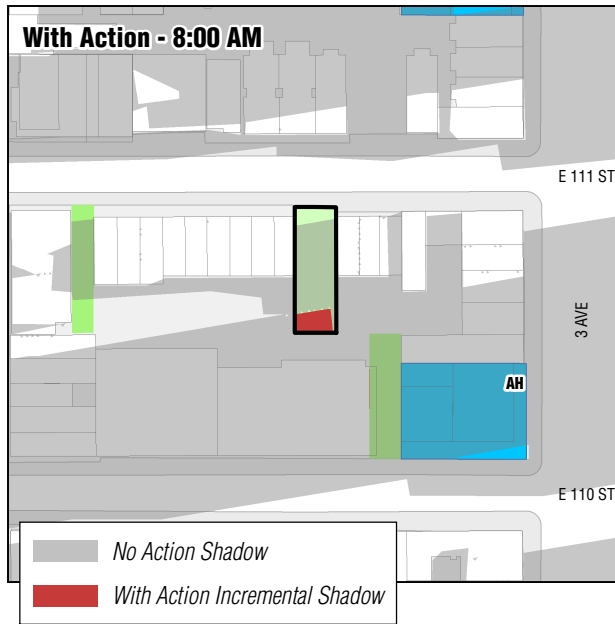 With Action - 8:00 AM
E 111 ST
3 AVE
AH
E 110 ST
No Action Shadow
With Action Incremental Shadow